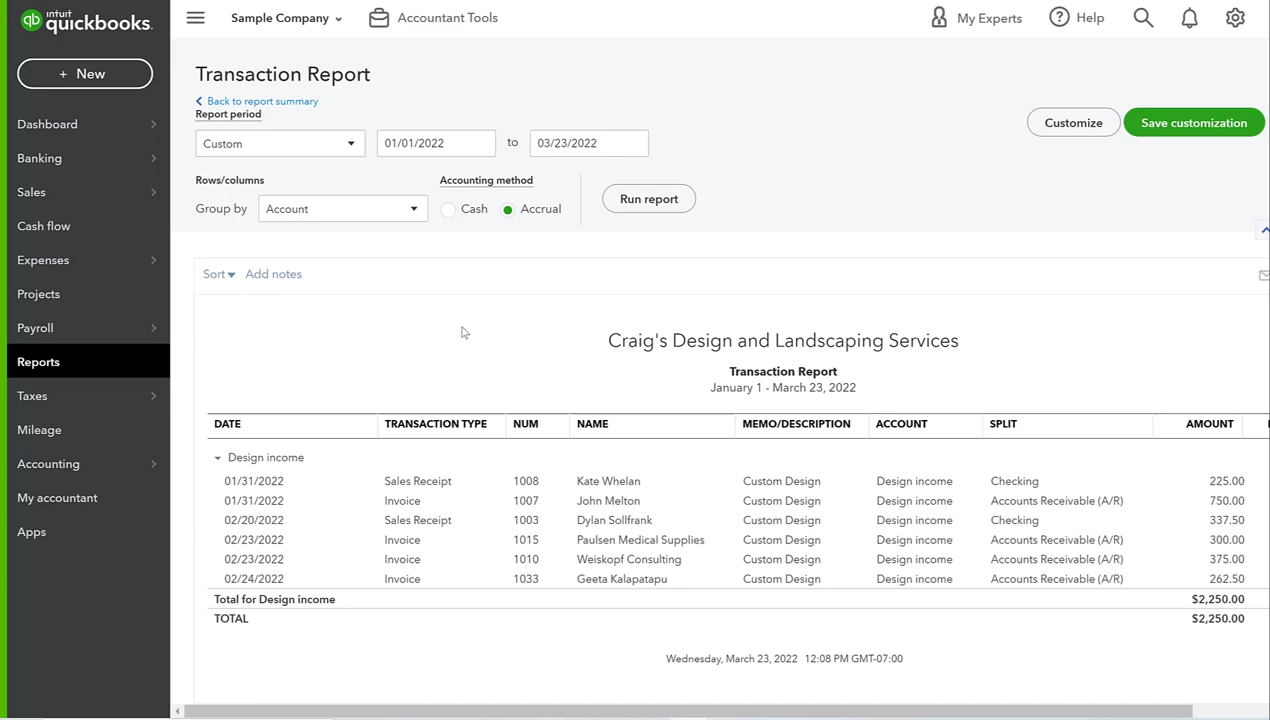 intuit
quickbooks.
Sample Company
Accountant Tools
My Experts
Help
+ New
Dashboard
Banking
Sales
Cash flow
Expenses
Projects
Payroll
Reports
Taxes
Mileage
Accounting
My accountant
Apps
Transaction Report
Back to report summary
Report period
Custom 01/01/2022 to 03/23/2022
Customize
Save customization
Rows/columns Accounting method
Group by Account Cash Accrual Run report
Sort Add notes
Craig's Design and Landscaping Services
Transaction Report
January 1 - March 23, 2022
DATE TRANSACTION TYPE NUM NAME MEMO/DESCRIPTION ACCOUNT SPLIT AMOUNT
Design income
01/31/2022 Sales Receipt 1008 Kate Whelan Custom Design Design income Checking 225.00
01/31/2022 Invoice 1007 John Melton Custom Design Design income Accounts Receivable (A/R) 750.00
02/20/2022 Sales Receipt 1003 Dylan Sollfrank Custom Design Design income Checking 337.50
02/23/2022 Invoice 1015 Paulsen Medical Supplies Custom Design Design income Accounts Receivable (A/R) 300.00
02/23/2022 Invoice 1010 Weiskopf Consulting Custom Design Design income Accounts Receivable (A/R) 375.00
02/24/2022 Invoice 1033 Geeta Kalapatapu Custom Design Design income Accounts Receivable (A/R) 262.50
Total for Design income $2,250.00
TOTAL $2,250.00
Wednesday, March 23, 2022 12:08 PM GMT-07:00